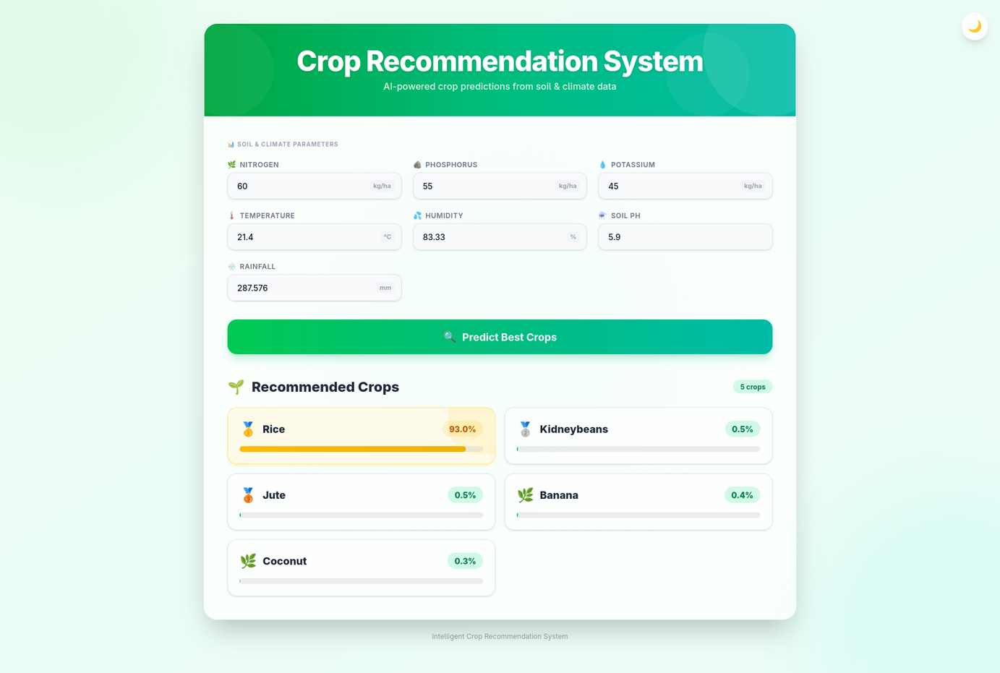 Crop Recommendation System
AI-powered crop predictions from soil & climate data
SOIL & CLIMATE PARAMETERS
NITROGEN
PHOSPHORUS
POTASSIUM
60 kg/ha
55 kg/ha
45 kg/ha
TEMPERATURE
HUMIDITY
SOIL PH
21.4 °C
83.33 %
5.9
RAINFALL
287.576 mm
Predict Best Crops
Recommended Crops
5 crops
Rice 93.0%
Kidneybeans 0.5%
Jute 0.5%
Banana 0.4%
Coconut 0.3%
Intelligent Crop Recommendation System